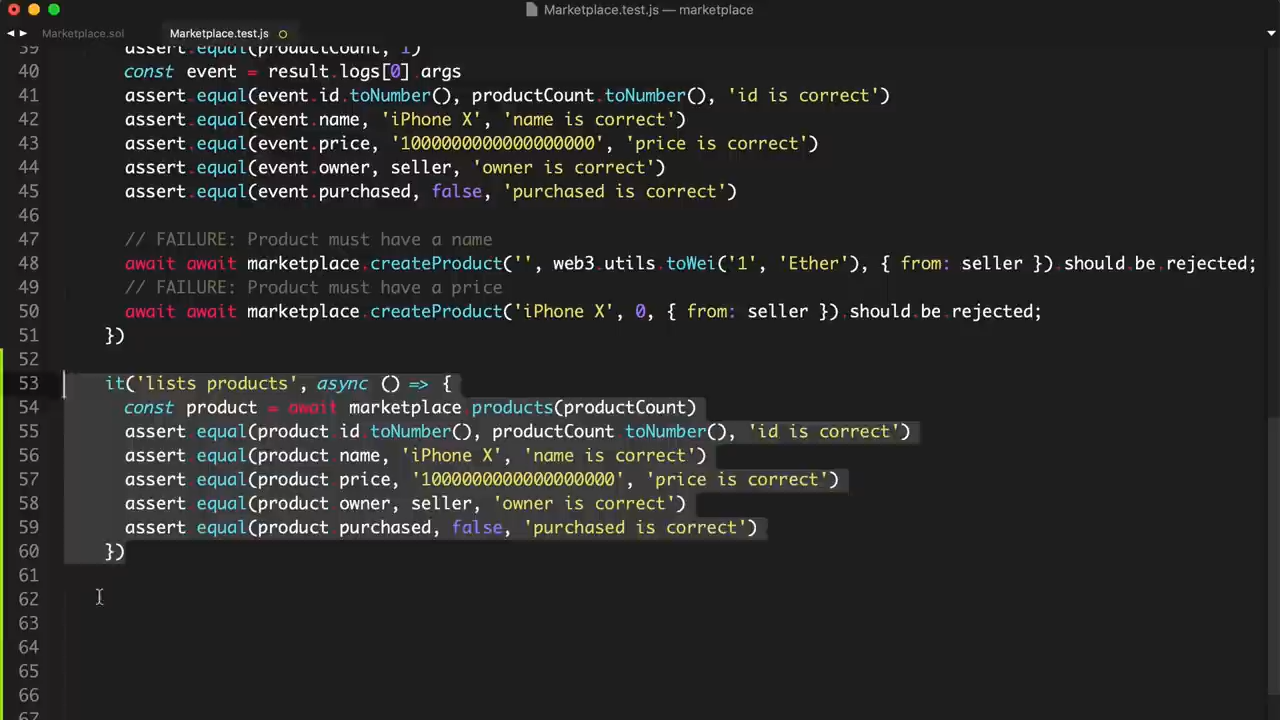 Marketplace.test.js — marketplace
Marketplace.sol
Marketplace.test.js
39 assert.equal(productCount, 1)
40 const event = result.logs[0].args
41 assert.equal(event.id.toNumber(), productCount.toNumber(), 'id is correct')
42 assert.equal(event.name, 'iPhone X', 'name is correct')
43 assert.equal(event.price, '1000000000000000000', 'price is correct')
44 assert.equal(event.owner, seller, 'owner is correct')
45 assert.equal(event.purchased, false, 'purchased is correct')
46
47 // FAILURE: Product must have a name
48 await await marketplace.createProduct('', web3.utils.toWei('1', 'Ether'), { from: seller }).should.be.rejected;
49 // FAILURE: Product must have a price
50 await await marketplace.createProduct('iPhone X', 0, { from: seller }).should.be.rejected;
51 })
52
53 it('lists products', async () => {
54 const product = await marketplace.products(productCount)
55 assert.equal(product.id.toNumber(), productCount.toNumber(), 'id is correct')
56 assert.equal(product.name, 'iPhone X', 'name is correct')
57 assert.equal(product.price, '1000000000000000000', 'price is correct')
58 assert.equal(product.owner, seller, 'owner is correct')
59 assert.equal(product.purchased, false, 'purchased is correct')
60 })
61
62
63
64
65
66
67